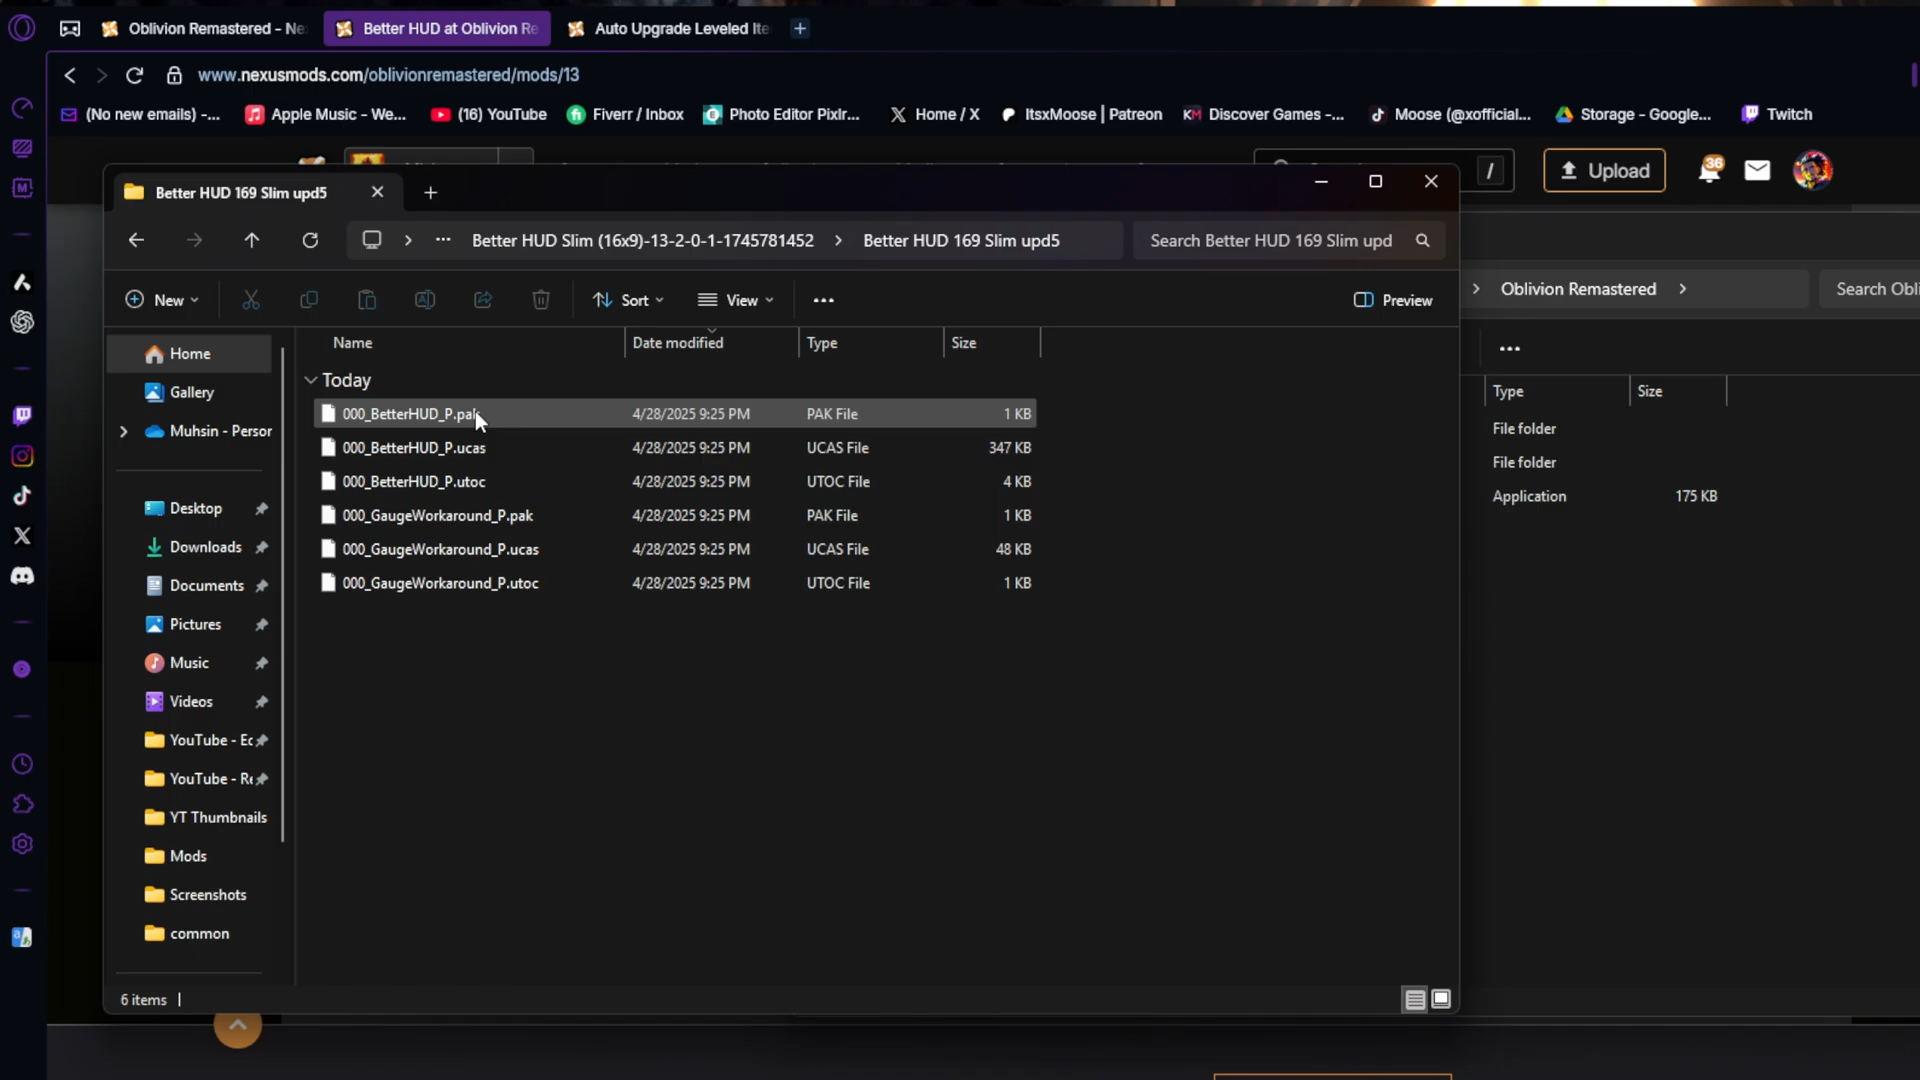 Oblivion Remastered - Ne
Better HUD at Oblivion Re
Auto Upgrade Leveled Ite
www.nexusmods.com/oblivionremastered/mods/13
(No new emails) -...
Apple Music - We...
(16) YouTube
Fiverr / Inbox
Photo Editor Pixlr...
Home / X
ItsxMoose | Patreon
Discover Games -...
Moose (@xofficial...
Storage - Google...
Twitch
/
Upload
36
Better HUD 169 Slim upd5
Better HUD Slim (16x9)-13-2-0-1-1745781452 > Better HUD 169 Slim upd5
Search Better HUD 169 Slim upd
New
Sort
View
Preview
Oblivion Remastered
Search Obli
Home
Gallery
Muhsin - Persor
Desktop
Downloads
Documents
Pictures
Music
Videos
YouTube - Ec
YouTube - Re
YT Thumbnails
Mods
Screenshots
common
Name Date modified Type Size
Today
000_BetterHUD_P.pak 4/28/2025 9:25 PM PAK File 1 KB
000_BetterHUD_P.ucas 4/28/2025 9:25 PM UCAS File 347 KB
000_BetterHUD_P.utoc 4/28/2025 9:25 PM UTOC File 4 KB
000_GaugeWorkaround_P.pak 4/28/2025 9:25 PM PAK File 1 KB
000_GaugeWorkaround_P.ucas 4/28/2025 9:25 PM UCAS File 48 KB
000_GaugeWorkaround_P.utoc 4/28/2025 9:25 PM UTOC File 1 KB
Type Size
File folder
File folder
Application 175 KB
6 items